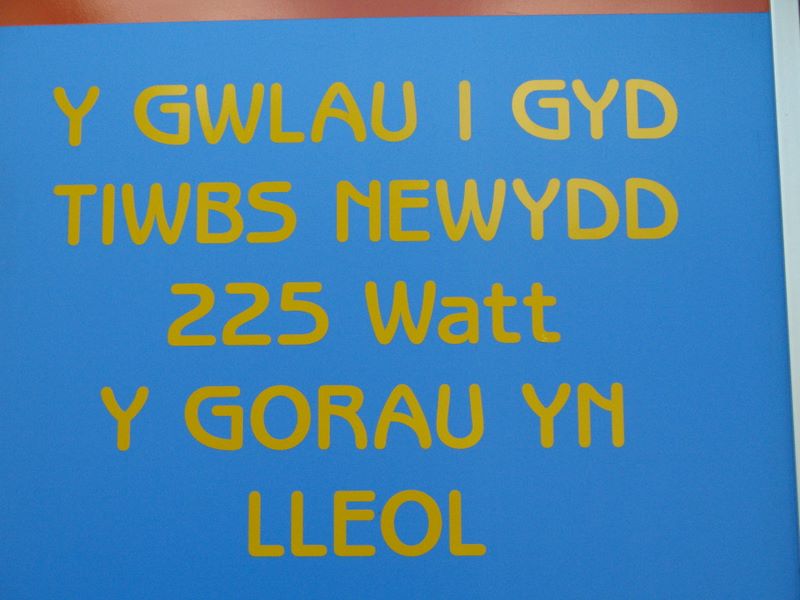 Y GWLAU I GYD
TIWBS NEWYDD
225 Watt
Y GORAU YN
LLEOL